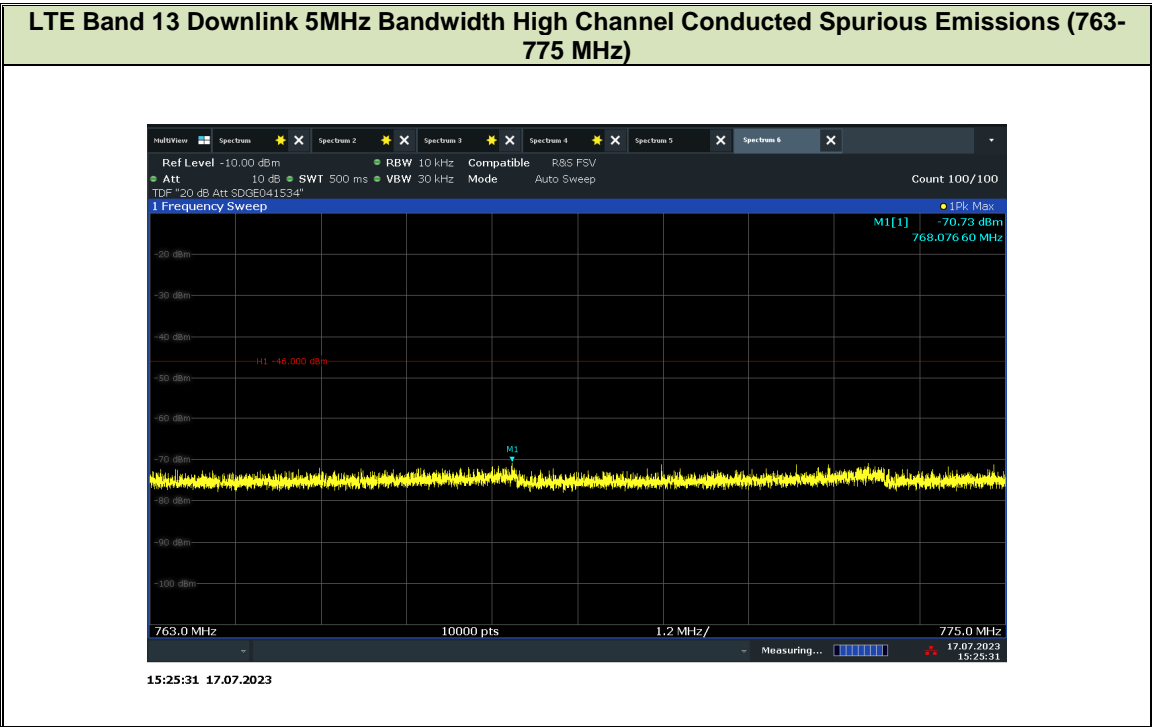 LTE Band 13 Downlink 5MHz Bandwidth High Channel Conducted Spurious Emissions (763-
775 MHz)
MultiView Spectrum Spectrum 2 Spectrum 3 Spectrum 4 Spectrum 5 Spectrum 6
Ref Level -10.00 dBm RBW 10 kHz Compatible R&S FSV
Att 10 dB SWT 500 ms VBW 30 kHz Mode Auto Sweep Count 100/100
TDF "20 dB Att SDGE041534"
1 Frequency Sweep 1Pk Max
M1[1] -70.73 dBm
768.076 60 MHz
-20 dBm
-30 dBm
-40 dBm
H1 -46.000 dBm
-50 dBm
-60 dBm
M1
-70 dBm
-80 dBm
-90 dBm
-100 dBm
763.0 MHz 10000 pts 1.2 MHz/ 775.0 MHz
Measuring... 17.07.2023
15:25:31
15:25:31 17.07.2023